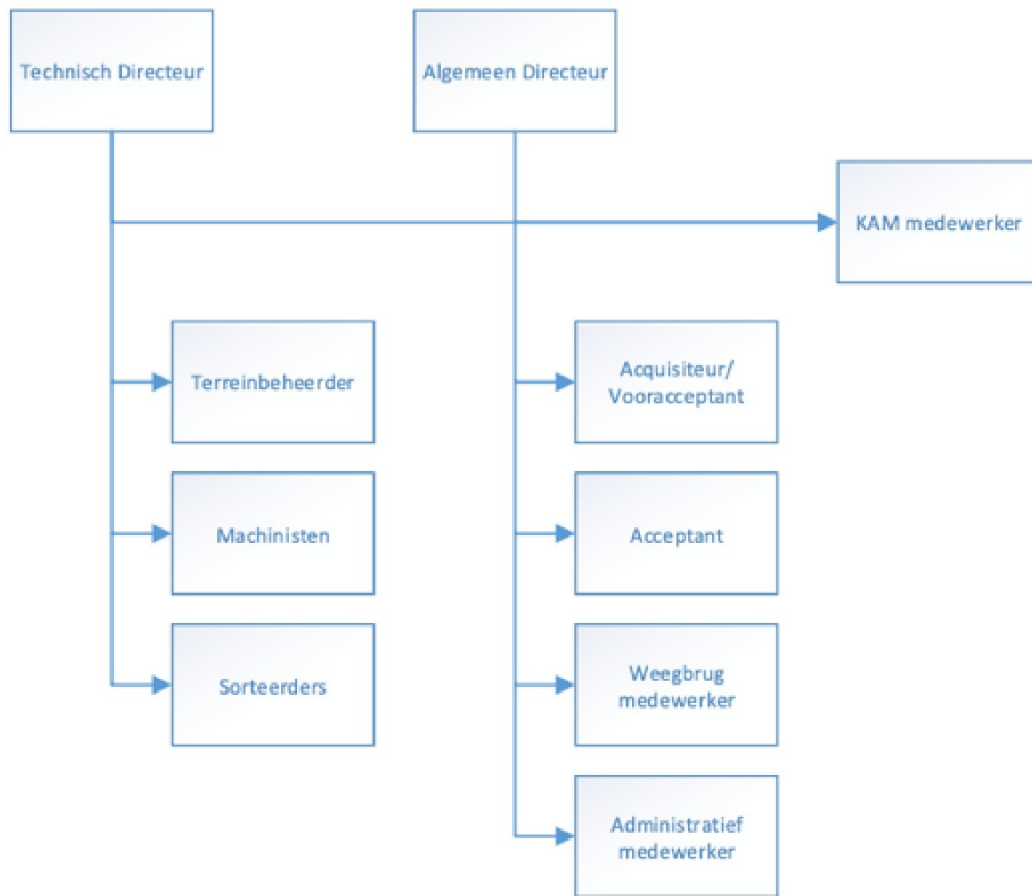 Technisch Directeur
Algemeen Directeur
KAM medewerker
Terreinbeheerder
Acquisiteur/
Vooracceptant
Machinisten
Acceptant
Sorteerders
Weegbrug
medewerker
Administratief
medewerker